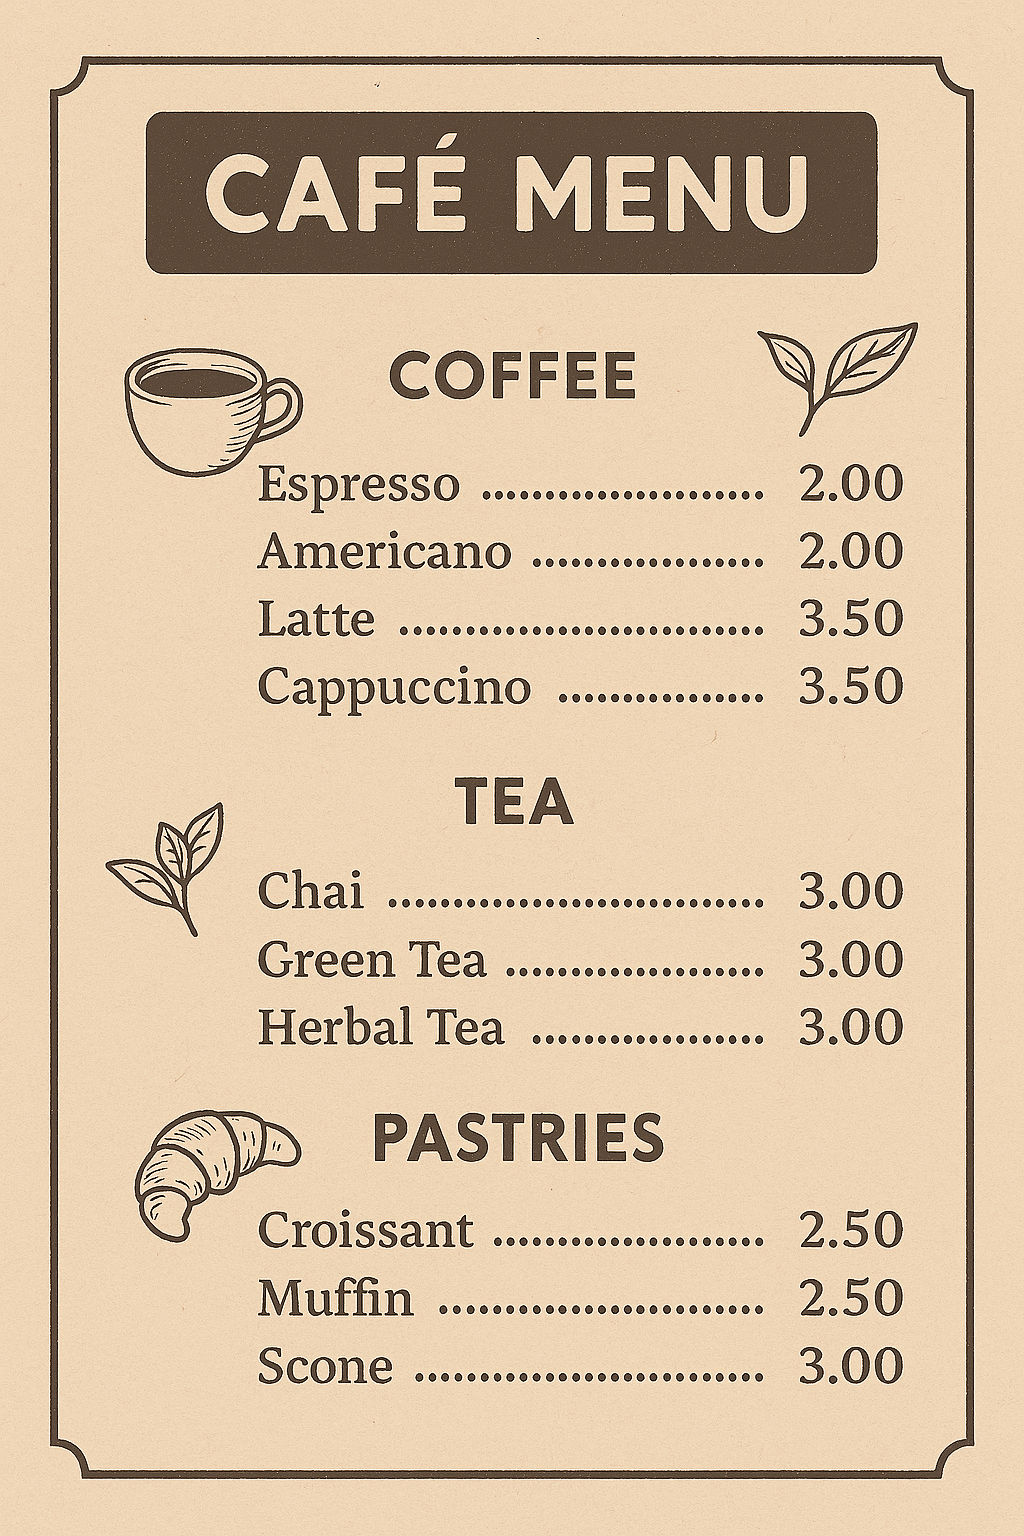 CAFÉ MENU
COFFEE
Espresso ...................... 2.00
Americano .................. 2.00
Latte ............................ 3.50
Cappuccino ................ 3.50
TEA
Chai ............................. 3.00
Green Tea .................... 3.00
Herbal Tea .................. 3.00
PASTRIES
Croissant ..................... 2.50
Muffin ......................... 2.50
Scone ........................... 3.00